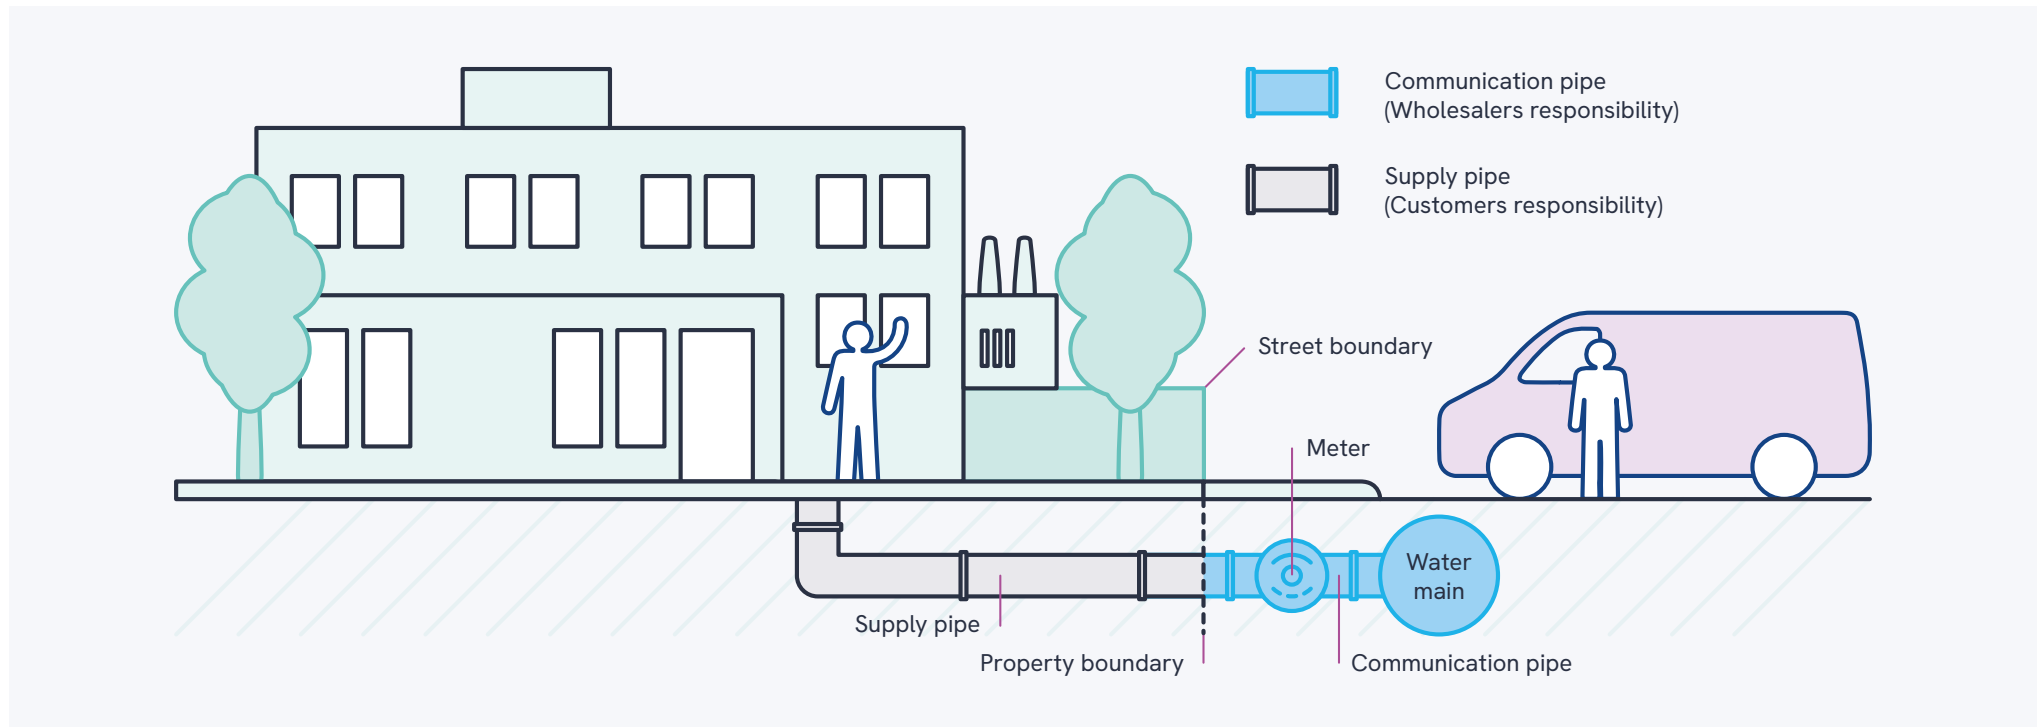 Communication pipe
(Wholesalers responsibility)
Supply pipe
(Customers responsibility)
Street boundary
Meter
Water
main
Supply pipe
Property boundary
Communication pipe